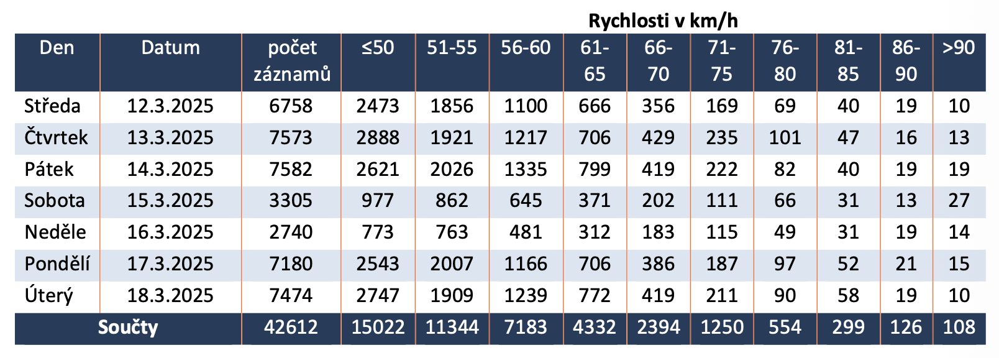 Rychlosti v km/h
Den Datum počet záznamů ≤50 51-55 56-60 61-65 66-70 71-75 76-80 81-85 86-90 >90
Středa 12.3.2025 6758 2473 1856 1100 666 356 169 69 40 19 10
Čtvrtek 13.3.2025 7573 2888 1921 1217 706 429 235 101 47 16 13
Pátek 14.3.2025 7582 2621 2026 1335 799 419 222 82 40 19 19
Sobota 15.3.2025 3305 977 862 645 371 202 111 66 31 13 27
Neděle 16.3.2025 2740 773 763 481 312 183 115 49 31 19 14
Pondělí 17.3.2025 7180 2543 2007 1166 706 386 187 97 52 21 15
Úterý 18.3.2025 7474 2747 1909 1239 772 419 211 90 58 19 10
Součty 42612 15022 11344 7183 4332 2394 1250 554 299 126 108